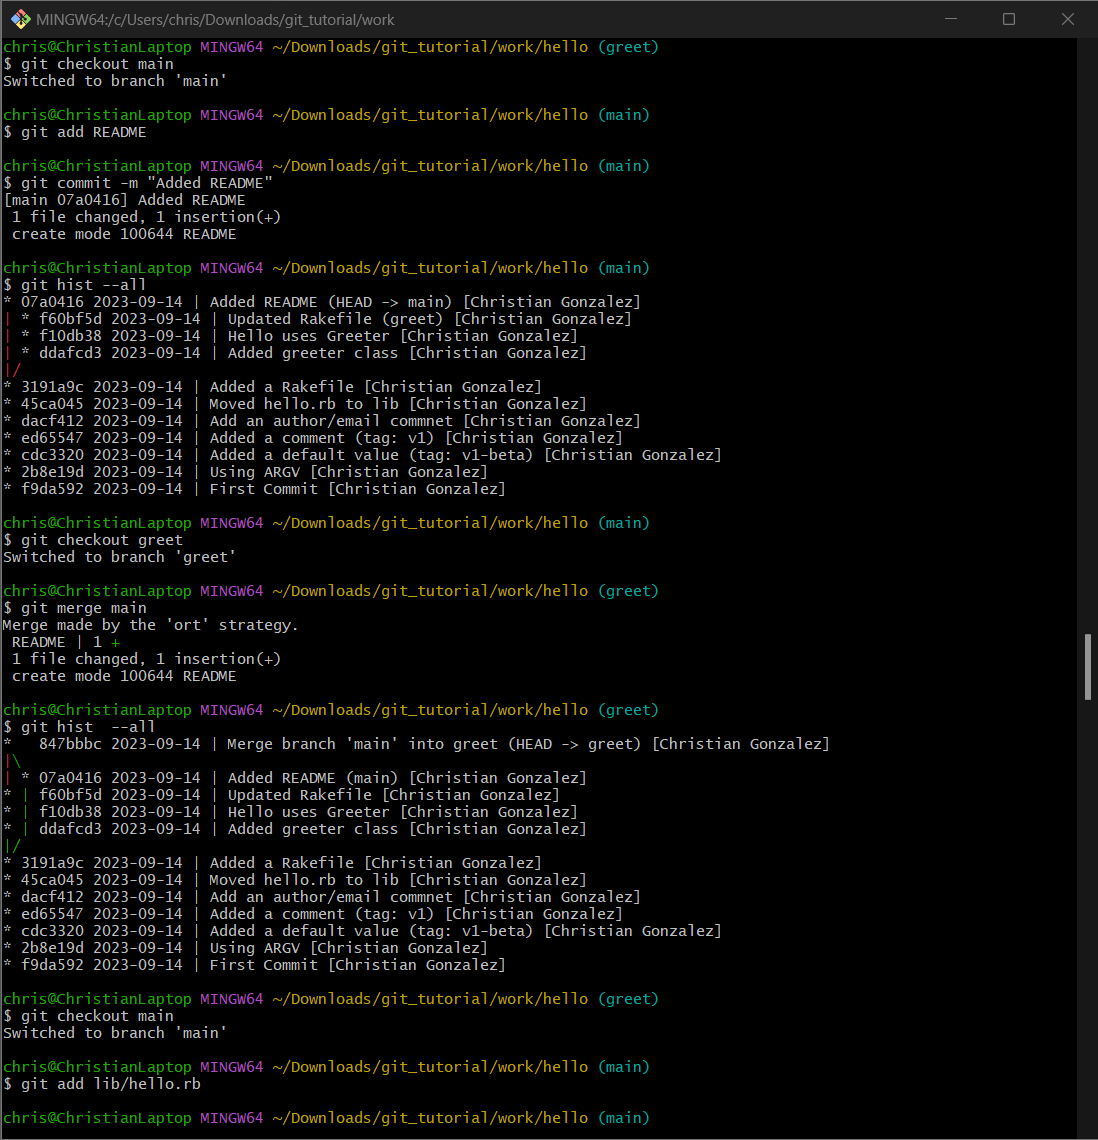 MINGW64:/c/Users/chris/Downloads/git_tutorial/work
chris@ChristianLaptop MINGW64 ~/Downloads/git_tutorial/work/hello (greet)
$ git checkout main
Switched to branch 'main'
chris@ChristianLaptop MINGW64 ~/Downloads/git_tutorial/work/hello (main)
$ git add README
chris@ChristianLaptop MINGW64 ~/Downloads/git_tutorial/work/hello (main)
$ git commit -m "Added README"
[main 07a0416] Added README
 1 file changed, 1 insertion(+)
 create mode 100644 README
chris@ChristianLaptop MINGW64 ~/Downloads/git_tutorial/work/hello (main)
$ git hist --all
* 07a0416 2023-09-14 | Added README (HEAD -> main) [Christian Gonzalez]
| * f60bf5d 2023-09-14 | Updated Rakefile (greet) [Christian Gonzalez]
| * f10db38 2023-09-14 | Hello uses Greeter [Christian Gonzalez]
| * ddafcd3 2023-09-14 | Added greeter class [Christian Gonzalez]
|/
* 3191a9c 2023-09-14 | Added a Rakefile [Christian Gonzalez]
* 45ca045 2023-09-14 | Moved hello.rb to lib [Christian Gonzalez]
* dacf412 2023-09-14 | Add an author/email commnet [Christian Gonzalez]
* ed65547 2023-09-14 | Added a comment (tag: v1) [Christian Gonzalez]
* cdc3320 2023-09-14 | Added a default value (tag: v1-beta) [Christian Gonzalez]
* 2b8e19d 2023-09-14 | Using ARGV [Christian Gonzalez]
* f9da592 2023-09-14 | First Commit [Christian Gonzalez]
chris@ChristianLaptop MINGW64 ~/Downloads/git_tutorial/work/hello (main)
$ git checkout greet
Switched to branch 'greet'
chris@ChristianLaptop MINGW64 ~/Downloads/git_tutorial/work/hello (greet)
$ git merge main
Merge made by the 'ort' strategy.
 README | 1 +
 1 file changed, 1 insertion(+)
 create mode 100644 README
chris@ChristianLaptop MINGW64 ~/Downloads/git_tutorial/work/hello (greet)
$ git hist  --all
*   847bbbc 2023-09-14 | Merge branch 'main' into greet (HEAD -> greet) [Christian Gonzalez]
|\
| * 07a0416 2023-09-14 | Added README (main) [Christian Gonzalez]
* | f60bf5d 2023-09-14 | Updated Rakefile [Christian Gonzalez]
* | f10db38 2023-09-14 | Hello uses Greeter [Christian Gonzalez]
* | ddafcd3 2023-09-14 | Added greeter class [Christian Gonzalez]
|/
* 3191a9c 2023-09-14 | Added a Rakefile [Christian Gonzalez]
* 45ca045 2023-09-14 | Moved hello.rb to lib [Christian Gonzalez]
* dacf412 2023-09-14 | Add an author/email commnet [Christian Gonzalez]
* ed65547 2023-09-14 | Added a comment (tag: v1) [Christian Gonzalez]
* cdc3320 2023-09-14 | Added a default value (tag: v1-beta) [Christian Gonzalez]
* 2b8e19d 2023-09-14 | Using ARGV [Christian Gonzalez]
* f9da592 2023-09-14 | First Commit [Christian Gonzalez]
chris@ChristianLaptop MINGW64 ~/Downloads/git_tutorial/work/hello (greet)
$ git checkout main
Switched to branch 'main'
chris@ChristianLaptop MINGW64 ~/Downloads/git_tutorial/work/hello (main)
$ git add lib/hello.rb
chris@ChristianLaptop MINGW64 ~/Downloads/git_tutorial/work/hello (main)